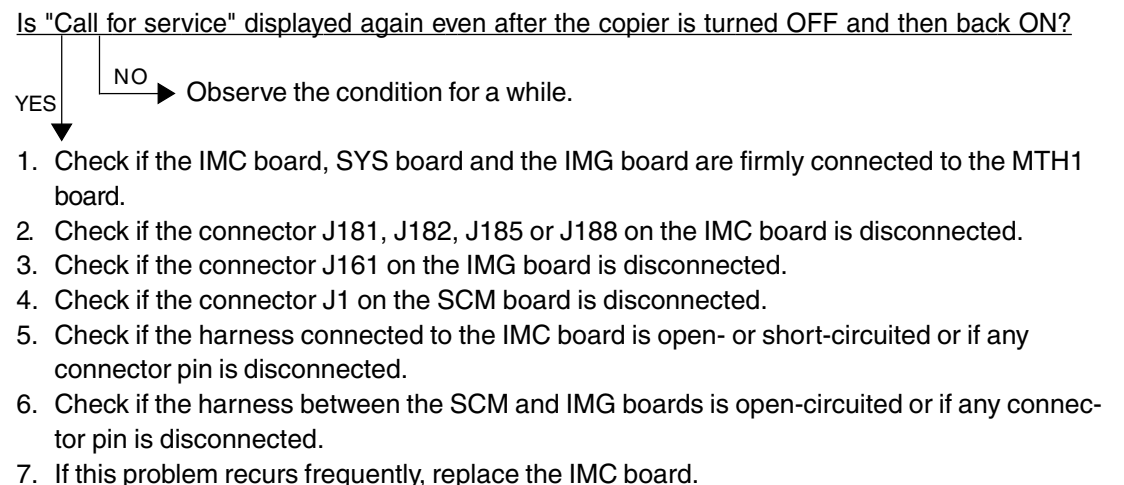 Is "Call for service" displayed again even after the copier is turned OFF and then back ON?
NO
Observe the condition for a while.
YES
1. Check if the IMC board, SYS board and the IMG board are firmly connected to the MTH1
board.
2. Check if the connector J181, J182, J185 or J188 on the IMC board is disconnected.
3. Check if the connector J161 on the IMG board is disconnected.
4. Check if the connector J1 on the SCM board is disconnected.
5. Check if the harness connected to the IMC board is open- or short-circuited or if any
connector pin is disconnected.
6. Check if the harness between the SCM and IMG boards is open-circuited or if any connec-
tor pin is disconnected.
7. If this problem recurs frequently, replace the IMC board.